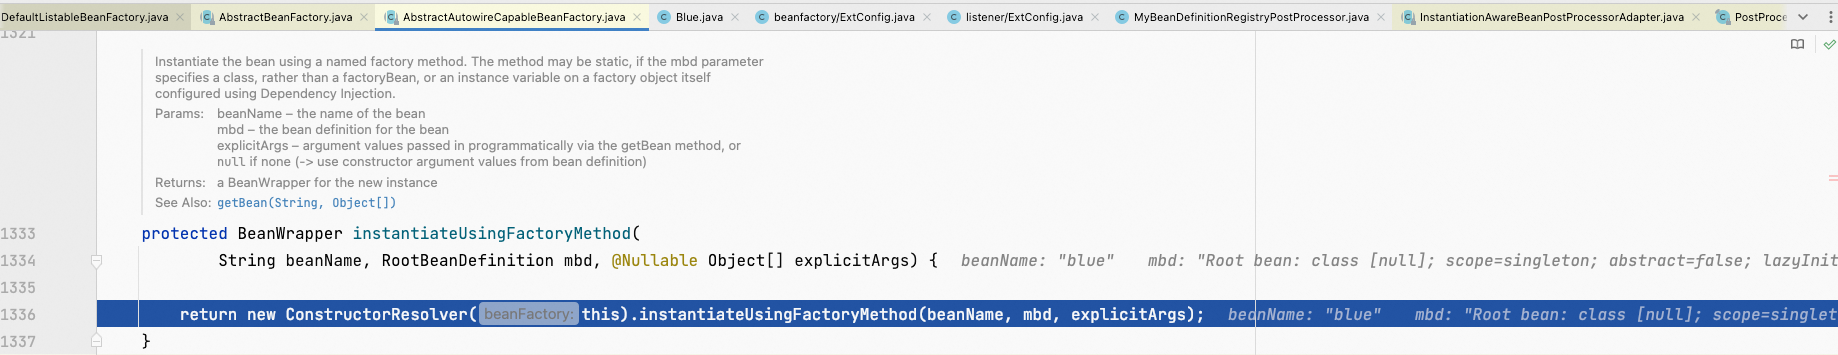 DefaultListableBeanFactory.java AbstractBeanFactory.java AbstractAutowireCapableBeanFactory.java Blue.java beanfactory/ExtConfig.java listener/ExtConfig.java MyBeanDefinitionRegistryPostProcessor.java InstantiationAwareBeanPostProcessorAdapter.java PostProce
1321
Instantiate the bean using a named factory method. The method may be static, if the mbd parameter
specifies a class, rather than a factoryBean, or an instance variable on a factory object itself
configured using Dependency Injection.
Params: beanName – the name of the bean
mbd – the bean definition for the bean
explicitArgs – argument values passed in programmatically via the getBean method, or
null if none (-> use constructor argument values from bean definition)
Returns: a BeanWrapper for the new instance
See Also: getBean(String, Object[])
1333 protected BeanWrapper instantiateUsingFactoryMethod(
1334 String beanName, RootBeanDefinition mbd, @Nullable Object[] explicitArgs) { beanName: "blue" mbd: "Root bean: class [null]; scope=singleton; abstract=false; lazyInit
1335
1336 return new ConstructorResolver( beanFactory: this).instantiateUsingFactoryMethod(beanName, mbd, explicitArgs); beanName: "blue" mbd: "Root bean: class [null]; scope=singlet
1337 }